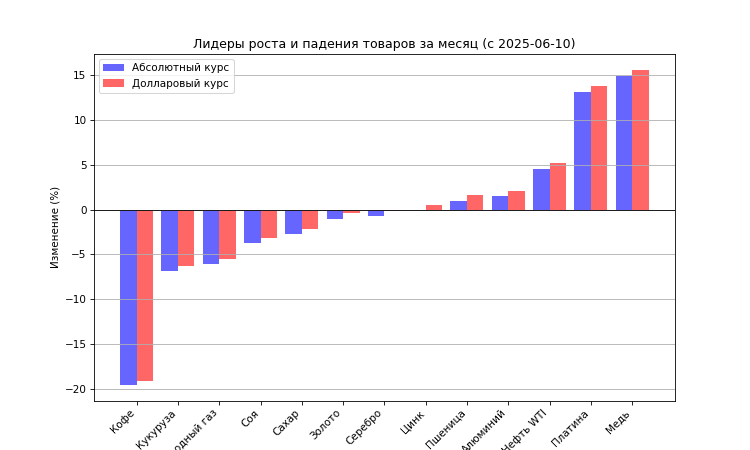 Лидеры роста и падения товаров за месяц (с 2025-06-10)
Абсолютный курс
Долларовый курс
Изменение (%)
15
10
5
0
−5
−10
−15
−20
Кофе
Кукуруза
одный газ
Соя
Сахар
Золото
Серебро
Цинк
Пшеница
Алюминий
Нефть WTI
Платина
Медь